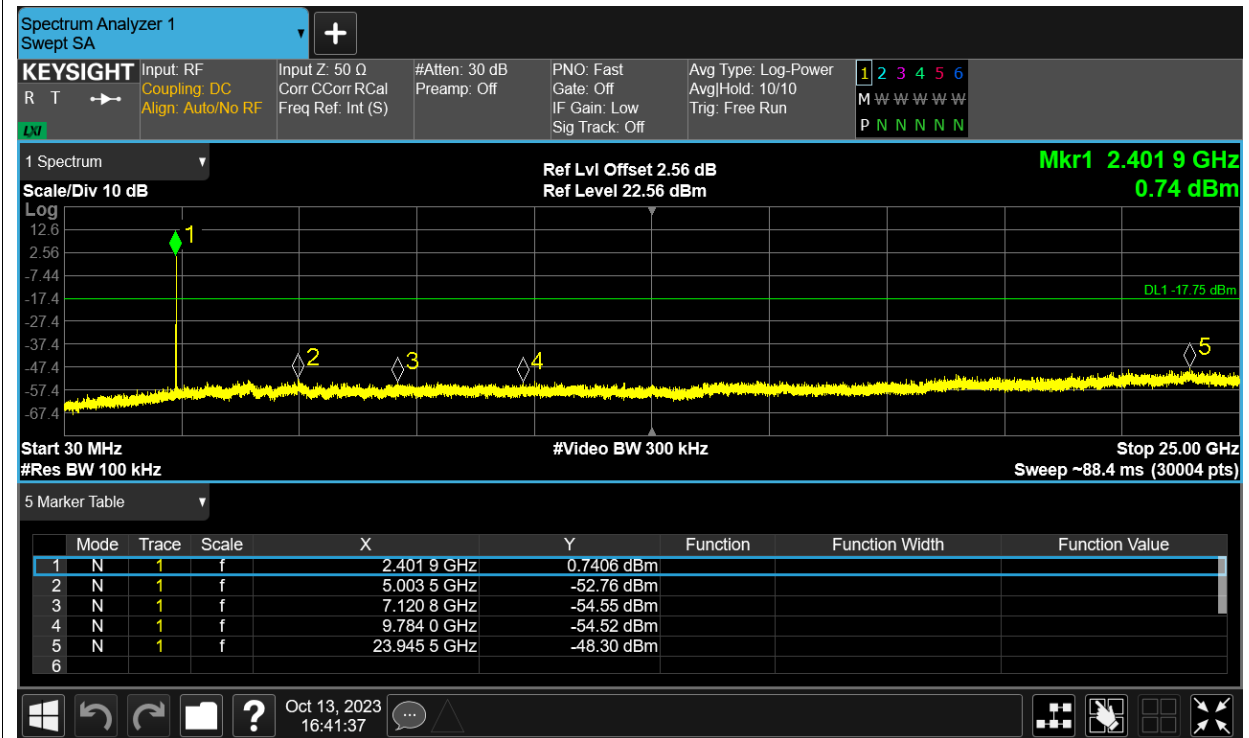 Spectrum Analyzer 1
Swept SA
+
KEYSIGHT
R T
LXI
Input: RF
Coupling: DC
Align: Auto/No RF
Input Z: 50 Ω
Corr CCorr RCal
Freq Ref: Int (S)
#Atten: 30 dB
Preamp: Off
PNO: Fast
Gate: Off
IF Gain: Low
Sig Track: Off
Avg Type: Log-Power
Avg|Hold: 10/10
Trig: Free Run
1 2 3 4 5 6
M W W W W W
P N N N N N
1 Spectrum
Scale/Div 10 dB
Ref Lvl Offset 2.56 dB
Ref Level 22.56 dBm
Mkr1 2.401 9 GHz
0.74 dBm
Log
12.6
2.56
-7.44
-17.4
-27.4
-37.4
-47.4
-57.4
-67.4
1
2
3
4
5
DL1 -17.75 dBm
Start 30 MHz
#Video BW 300 kHz
Stop 25.00 GHz
#Res BW 100 kHz
Sweep ~88.4 ms (30004 pts)
5 Marker Table
Mode Trace Scale X Y Function Function Width Function Value
1 N 1 f 2.401 9 GHz 0.7406 dBm
2 N 1 f 5.003 5 GHz -52.76 dBm
3 N 1 f 7.120 8 GHz -54.55 dBm
4 N 1 f 9.784 0 GHz -54.52 dBm
5 N 1 f 23.945 5 GHz -48.30 dBm
6
?
Oct 13, 2023
16:41:37